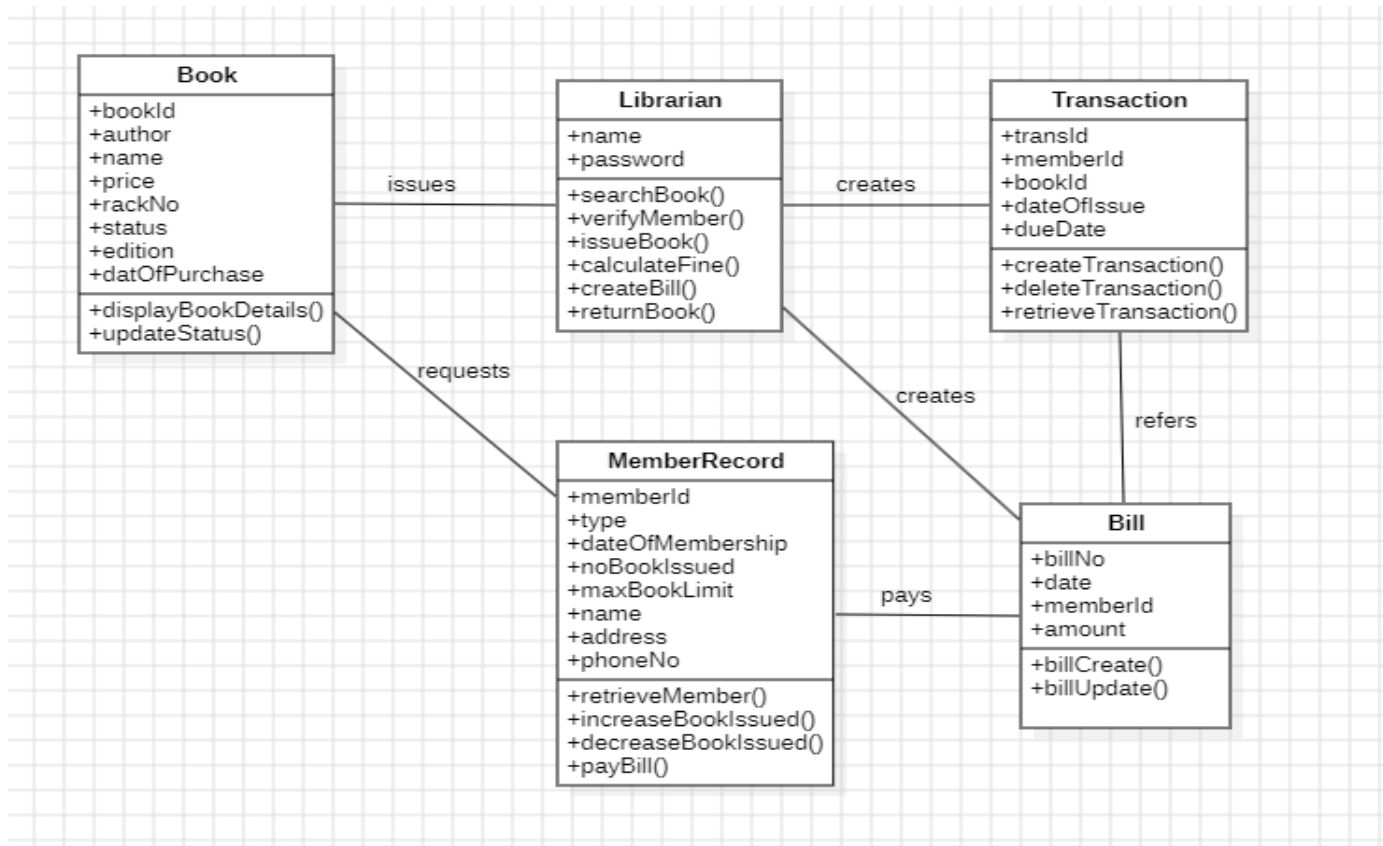 Book
+bookId
+author
+name
+price
+rackNo
+status
+edition
+datOfPurchase
+displayBookDetails()
+updateStatus()
issues
Librarian
+name
+password
+searchBook()
+verifyMember()
+issueBook()
+calculateFine()
+createBill()
+returnBook()
creates
Transaction
+transId
+memberId
+bookId
+dateOfIssue
+dueDate
+createTransaction()
+deleteTransaction()
+retrieveTransaction()
requests
creates
refers
MemberRecord
+memberId
+type
+dateOfMembership
+noBookIssued
+maxBookLimit
+name
+address
+phoneNo
+retrieveMember()
+increaseBookIssued()
+decreaseBookIssued()
+payBill()
pays
Bill
+billNo
+date
+memberId
+amount
+billCreate()
+billUpdate()